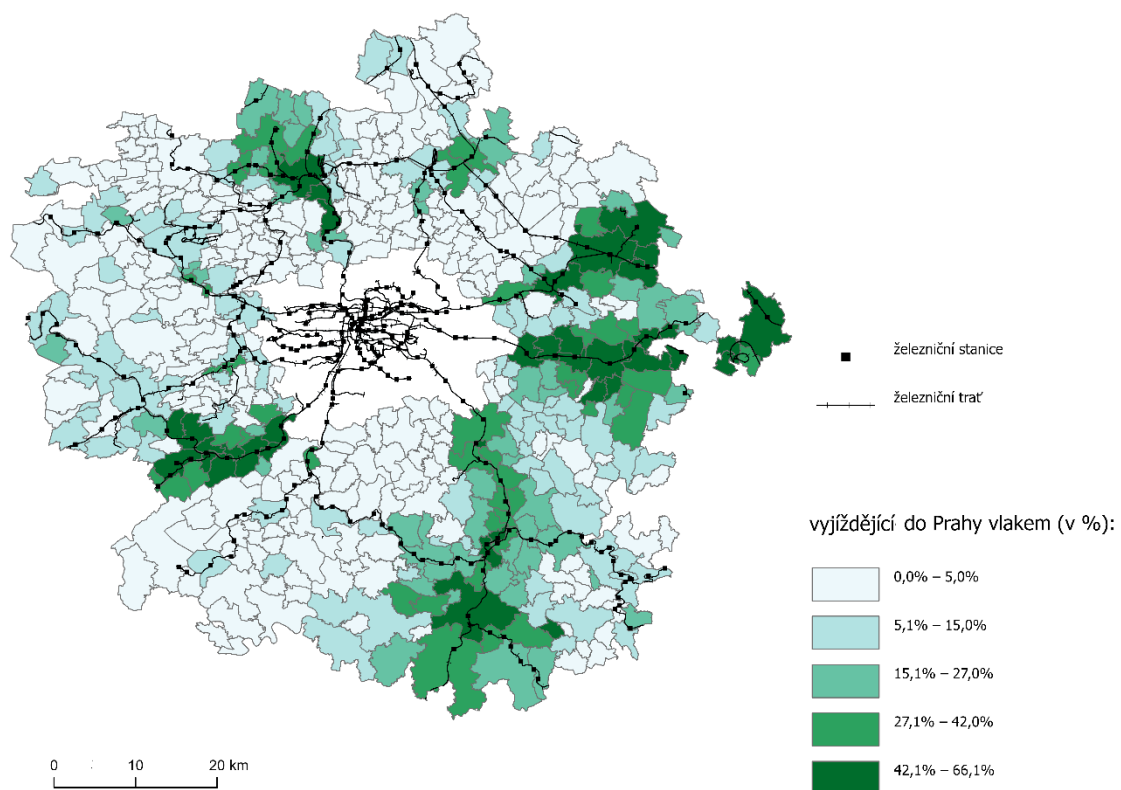 železniční stanice
železniční trať
vyjíždějící do Prahy vlakem (v %):
0,0% – 5,0%
5,1% – 15,0%
15,1% – 27,0%
27,1% – 42,0%
42,1% – 66,1%
0 10 20 km